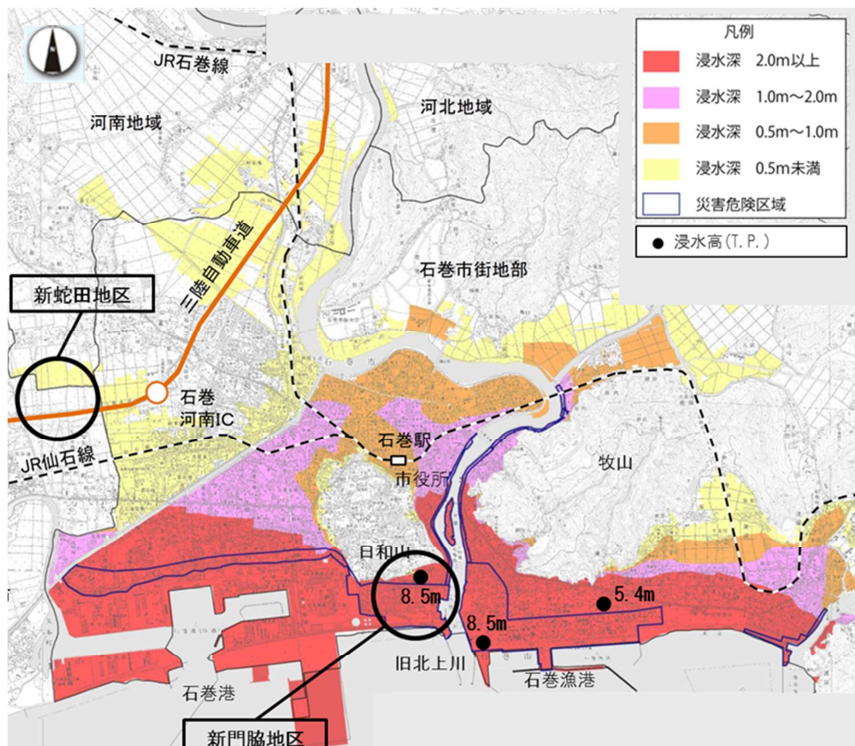 凡例
浸水深 2.0m以上
浸水深 1.0m～2.0m
浸水深 0.5m～1.0m
浸水深 0.5m未満
災害危険区域
浸水高(T.P.)
JR石巻線
河南地域
河北地域
三陸自動車道
新蛇田地区
石巻市街地部
石巻
河南IC
JR仙石線
石巻駅
市役所
牧山
日和山
8.5m
5.4m
8.5m
旧北上川
石巻港
石巻漁港
新門脇地区